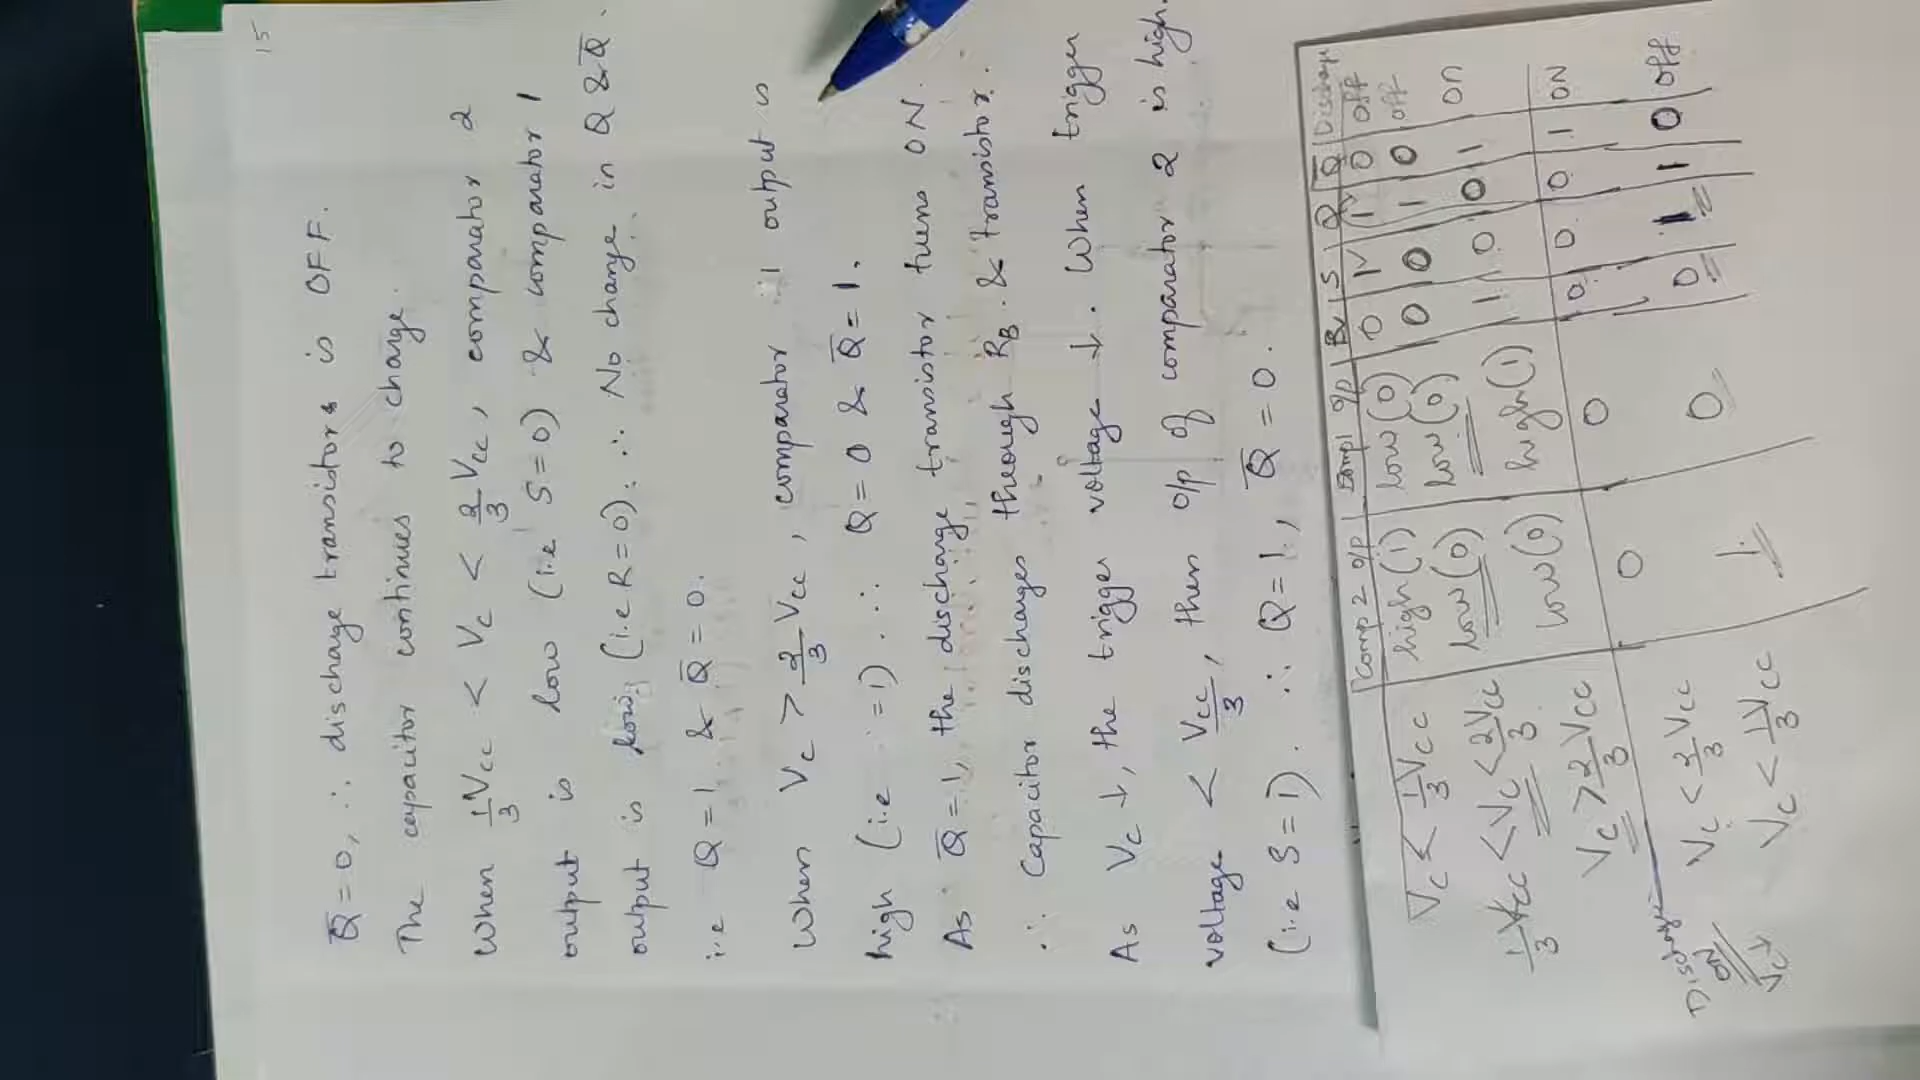 15
Q̅ = 0, ∴ discharge transistors is OFF.
The capacitor continues to charge.
When 1/3 Vcc < Vc < 2/3 Vcc, comparator 2
output is low (i.e S = 0) & comparator 1
output is low (i.e R = 0). ∴ No change in Q & Q̅.
i.e Q = 1 & Q̅ = 0.
When Vc > 2/3 Vcc, comparator 1 output is
high (i.e = 1) ∴ Q = 0 & Q̅ = 1.
As Q̅ = 1, the discharge transistor turns ON.
∴ Capacitor discharges through RB & transistor.
As Vc ↓, the trigger voltage ↓. When trigger
voltage < Vcc/3, then o/p of comparator 2 is high.
(i.e S = 1). ∴ Q = 1, Q̅ = 0.
Comp 2 o/p | Comp 1 o/p | R | S | Q | Q̅ | Discharge
Vc < 1/3 Vcc high (1) low (0) 0 1 1 0 off
1/3 Vcc < Vc < 2/3 Vcc low (0) low (0) 0 0 1 0 off
Vc > 2/3 Vcc low (0) high (1) 1 0 0 1 on
Vc < 2/3 Vcc 0 0 0 0 0 1 ON
Discharge ON Vc ↓
Vc < 1/3 Vcc 1 0 0 1 1 0 off